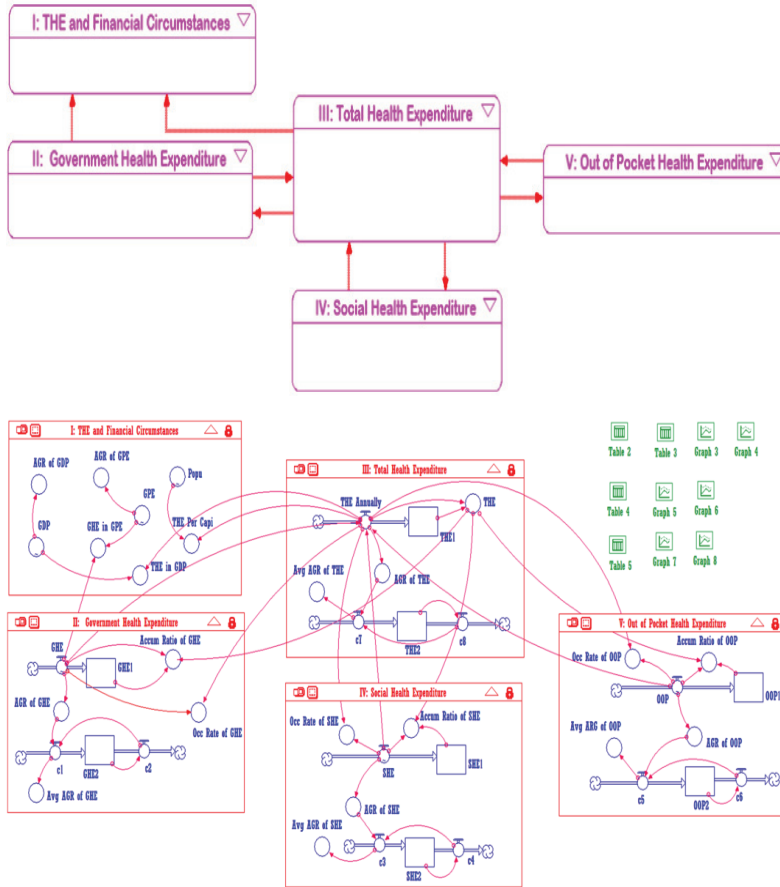 I: THE and Financial Circumstances
III: Total Health Expenditure
II: Government Health Expenditure
V: Out of Pocket Health Expenditure
IV: Social Health Expenditure
I: THE and Financial Circumstances
AGR of GDP
AGR of GPE
Popu
GPE
GDP
GHE in GPE
THE Per Capi
THE in GDP
III: Total Health Expenditure
THE Annually
THE
THE1
Avg AGR of THE
AGR of THE
c7
THE2
c8
Table 2
Table 3
Graph 3
Graph 4
Table 4
Graph 5
Graph 6
Table 5
Graph 7
Graph 8
II: Government Health Expenditure
GHE
Accum Ratio of GHE
GHE1
AGR of GHE
Occ Rate of GHE
c1
GHE2
c2
Avg AGR of GHE
IV: Social Health Expenditure
Occ Rate of SHE
Accum Ratio of SHE
SHE
SHE1
AGR of SHE
Avg AGR of SHE
c3
SHE2
c4
V: Out of Pocket Health Expenditure
Accum Ratio of OOP
Occ Rate of OOP
OOP
OOP1
Avg ARG of OOP
AGR of OOP
c5
OOP2
c6